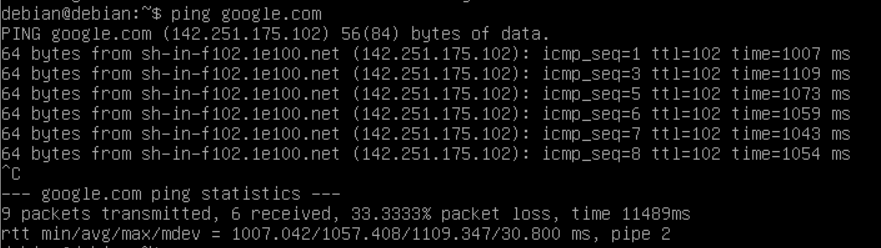 debian@debian:~$ ping google.com
PING google.com (142.251.175.102) 56(84) bytes of data.
64 bytes from sh-in-f102.1e100.net (142.251.175.102): icmp_seq=1 ttl=102 time=1007 ms
64 bytes from sh-in-f102.1e100.net (142.251.175.102): icmp_seq=3 ttl=102 time=1109 ms
64 bytes from sh-in-f102.1e100.net (142.251.175.102): icmp_seq=5 ttl=102 time=1073 ms
64 bytes from sh-in-f102.1e100.net (142.251.175.102): icmp_seq=6 ttl=102 time=1059 ms
64 bytes from sh-in-f102.1e100.net (142.251.175.102): icmp_seq=7 ttl=102 time=1043 ms
64 bytes from sh-in-f102.1e100.net (142.251.175.102): icmp_seq=8 ttl=102 time=1054 ms
^C
--- google.com ping statistics ---
9 packets transmitted, 6 received, 33.3333% packet loss, time 11489ms
rtt min/avg/max/mdev = 1007.042/1057.408/1109.347/30.800 ms, pipe 2